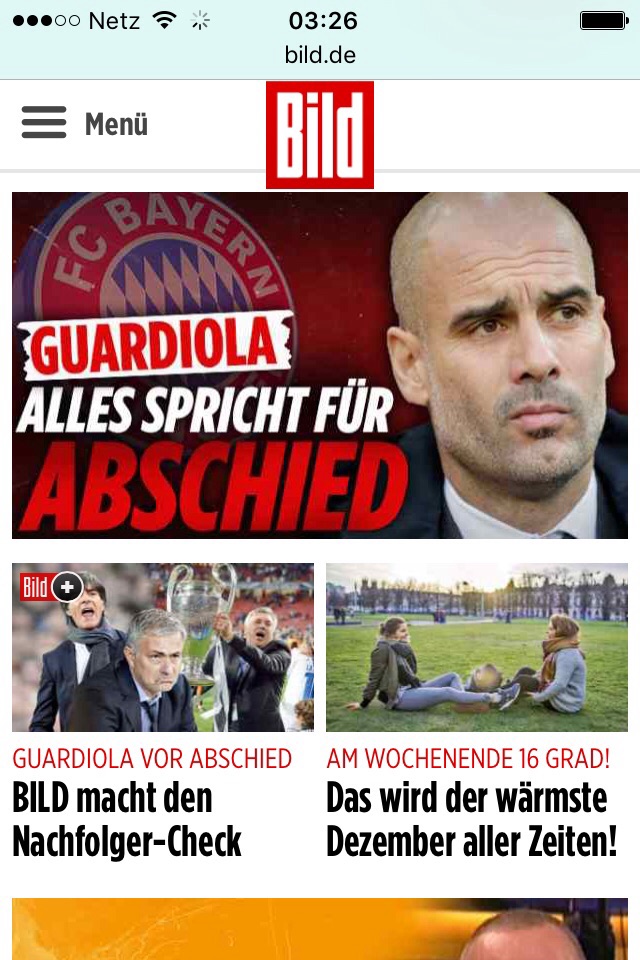 Netz 03:26
bild.de
Menü
Bild
FC BAYERN
GUARDIOLA
ALLES SPRICHT FÜR
ABSCHIED
Bild +
GUARDIOLA VOR ABSCHIED
BILD macht den
Nachfolger-Check
AM WOCHENENDE 16 GRAD!
Das wird der wärmste
Dezember aller Zeiten!